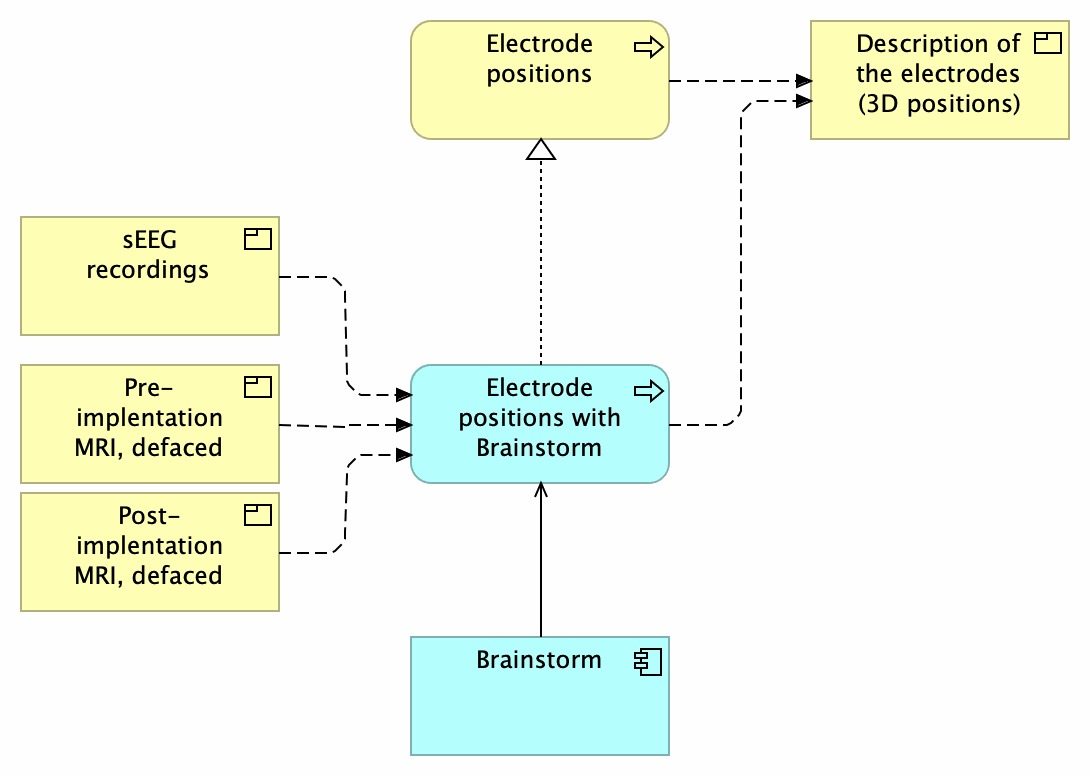 Electrode
positions
Description of
the electrodes
(3D positions)
sEEG
recordings
Pre-
implentation
MRI, defaced
Electrode
positions with
Brainstorm
Post-
implentation
MRI, defaced
Brainstorm